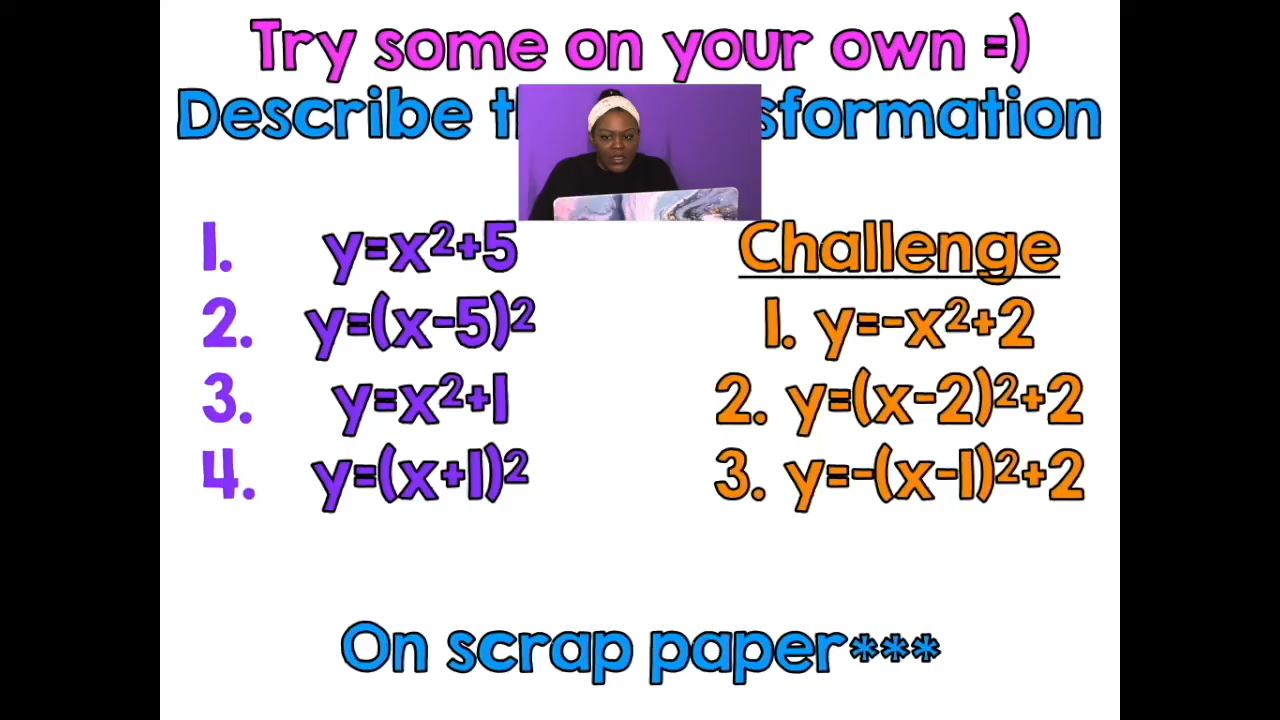 Try some on your own =)
Describe sformation
1. y=x²+5
2. y=(x-5)²
3. y=x²+1
4. y=(x+1)²
Challenge
1. y=-x²+2
2. y=(x-2)²+2
3. y=-(x-1)²+2
On scrap paper***